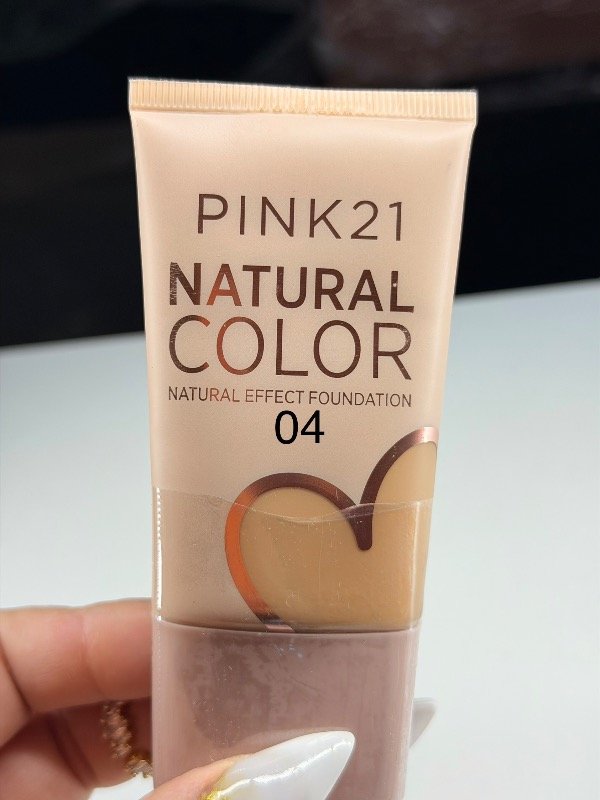 PINK21
NATURAL
COLOR
NATURAL EFFECT FOUNDATION
04